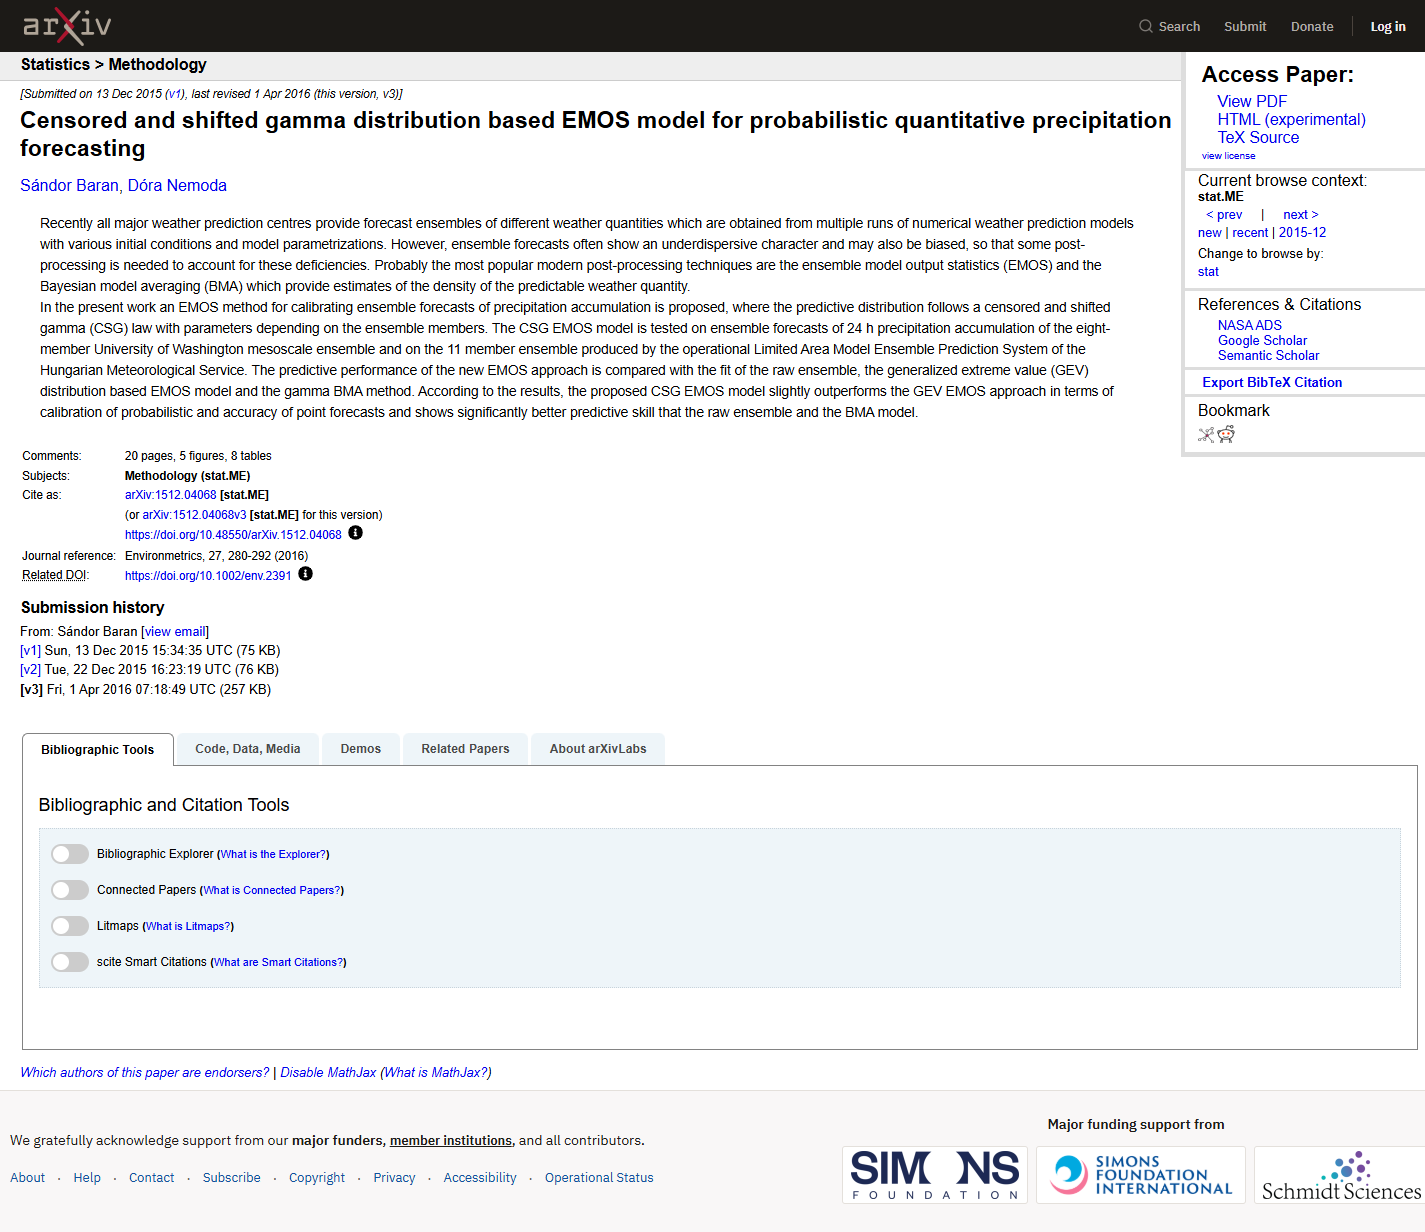 arXiv
Search
Submit
Donate
Log in
Statistics > Methodology
[Submitted on 13 Dec 2015 (v1), last revised 1 Apr 2016 (this version, v3)]
Censored and shifted gamma distribution based EMOS model for probabilistic quantitative precipitation
forecasting
Sándor Baran, Dóra Nemoda
Recently all major weather prediction centres provide forecast ensembles of different weather quantities which are obtained from multiple runs of numerical weather prediction models
with various initial conditions and model parametrizations. However, ensemble forecasts often show an underdispersive character and may also be biased, so that some post-
processing is needed to account for these deficiencies. Probably the most popular modern post-processing techniques are the ensemble model output statistics (EMOS) and the
Bayesian model averaging (BMA) which provide estimates of the density of the predictable weather quantity.
In the present work an EMOS method for calibrating ensemble forecasts of precipitation accumulation is proposed, where the predictive distribution follows a censored and shifted
gamma (CSG) law with parameters depending on the ensemble members. The CSG EMOS model is tested on ensemble forecasts of 24 h precipitation accumulation of the eight-
member University of Washington mesoscale ensemble and on the 11 member ensemble produced by the operational Limited Area Model Ensemble Prediction System of the
Hungarian Meteorological Service. The predictive performance of the new EMOS approach is compared with the fit of the raw ensemble, the generalized extreme value (GEV)
distribution based EMOS model and the gamma BMA method. According to the results, the proposed CSG EMOS model slightly outperforms the GEV EMOS approach in terms of
calibration of probabilistic and accuracy of point forecasts and shows significantly better predictive skill that the raw ensemble and the BMA model.
Comments: 20 pages, 5 figures, 8 tables
Subjects: Methodology (stat.ME)
Cite as: arXiv:1512.04068 [stat.ME]
(or arXiv:1512.04068v3 [stat.ME] for this version)
https://doi.org/10.48550/arXiv.1512.04068
Journal reference: Environmetrics, 27, 280-292 (2016)
Related DOI: https://doi.org/10.1002/env.2391
Submission history
From: Sándor Baran [view email]
[v1] Sun, 13 Dec 2015 15:34:35 UTC (75 KB)
[v2] Tue, 22 Dec 2015 16:23:19 UTC (76 KB)
[v3] Fri, 1 Apr 2016 07:18:49 UTC (257 KB)
Access Paper:
View PDF
HTML (experimental)
TeX Source
view license
Current browse context:
stat.ME
< prev | next >
new | recent | 2015-12
Change to browse by:
stat
References & Citations
NASA ADS
Google Scholar
Semantic Scholar
Export BibTeX Citation
Bookmark
Bibliographic Tools
Code, Data, Media
Demos
Related Papers
About arXivLabs
Bibliographic and Citation Tools
Bibliographic Explorer (What is the Explorer?)
Connected Papers (What is Connected Papers?)
Litmaps (What is Litmaps?)
scite Smart Citations (What are Smart Citations?)
Which authors of this paper are endorsers? | Disable MathJax (What is MathJax?)
We gratefully acknowledge support from our major funders, member institutions, and all contributors.
About · Help · Contact · Subscribe · Copyright · Privacy · Accessibility · Operational Status
Major funding support from
SIMONS
FOUNDATION
SIMONS
FOUNDATION
INTERNATIONAL
Schmidt Sciences